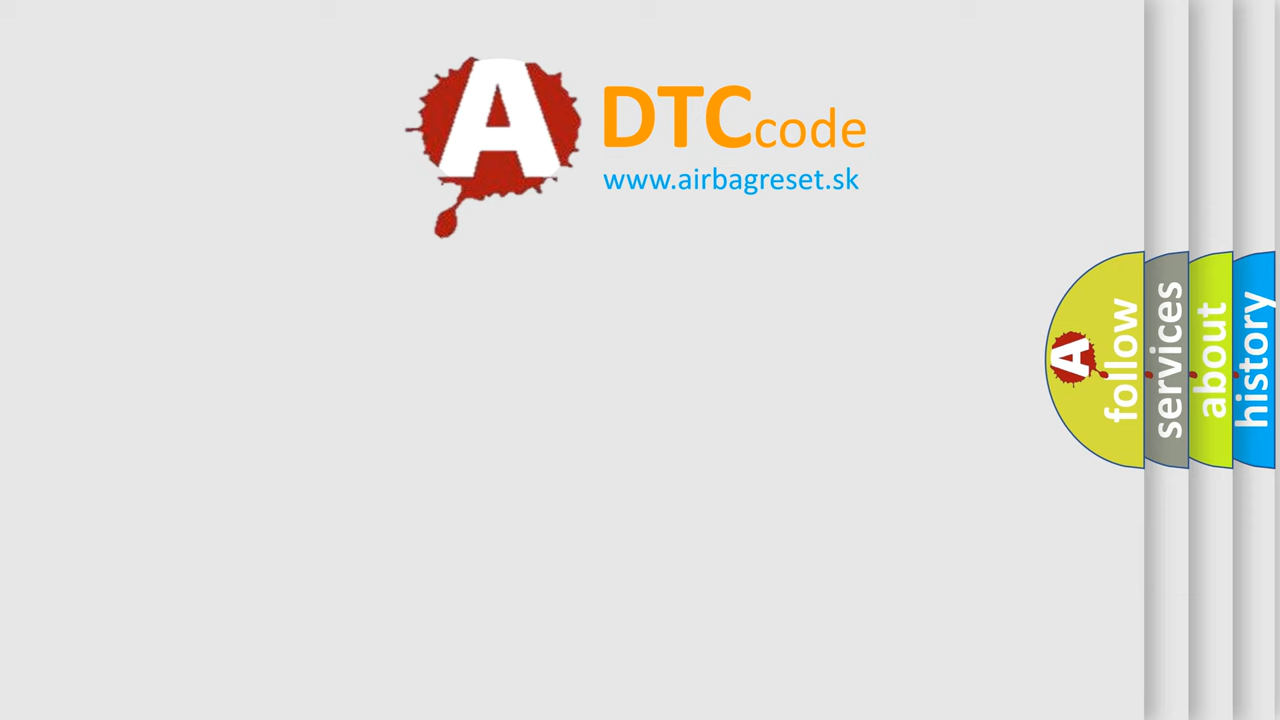 A DTCcode
www.airbagreset.sk
A follow
services
about
history